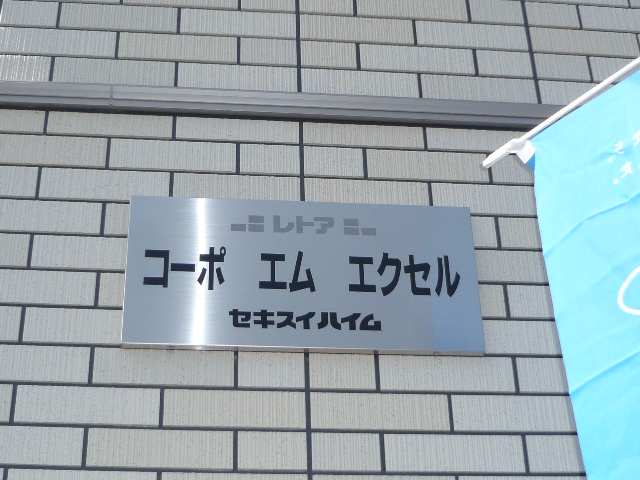 レトア
コーポ エム エクセル
セキスイハイム